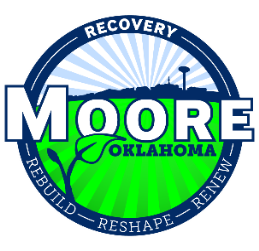 RECOVERY
MOORE
OKLAHOMA
REBUILD — RESHAPE — RENEW